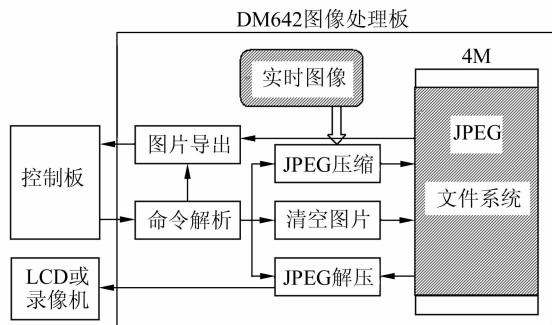 DM642图像处理板
4M
实时图像
JPEG
图片导出
JPEG压缩
控制板
文件系统
命令解析
清空图片
LCD或
录像机
JPEG解压